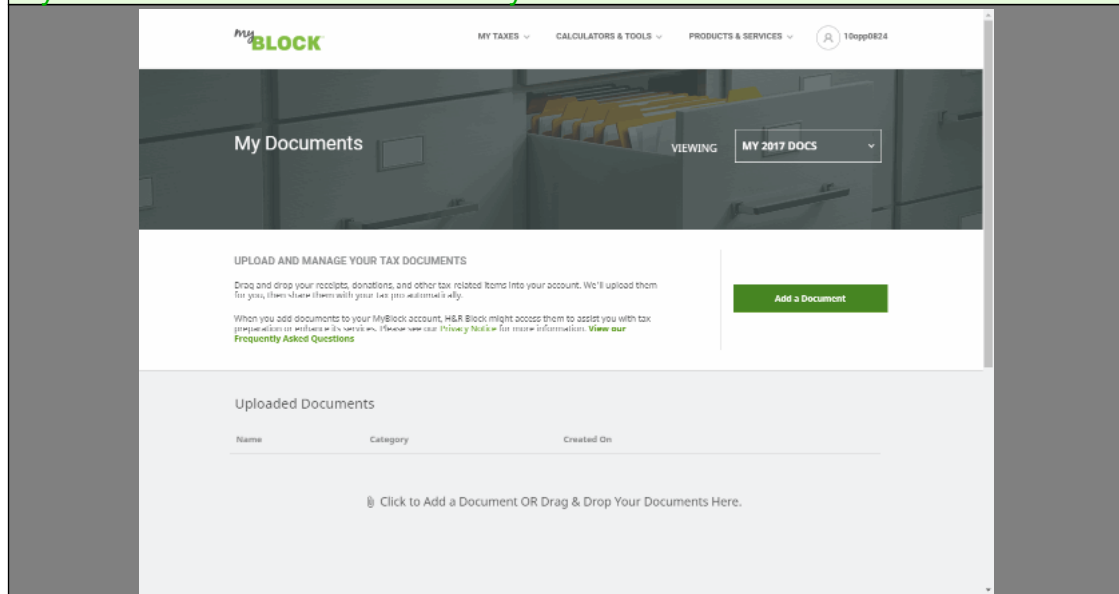 my BLOCK
MY TAXES
CALCULATORS & TOOLS
PRODUCTS & SERVICES
10opp0824
My Documents
VIEWING
MY 2017 DOCS
UPLOAD AND MANAGE YOUR TAX DOCUMENTS
Drag and drop your receipts, donations, and other tax related items into your account. We'll upload them
for you, then share them with your tax pro automatically.
Add a Document
When you add documents to your MyBlock account, H&R Block might access them to assist you with tax
preparation or enhance its services. Please see our Privacy Notice for more information. View our
Frequently Asked Questions
Uploaded Documents
Name
Category
Created On
Click to Add a Document OR Drag & Drop Your Documents Here.